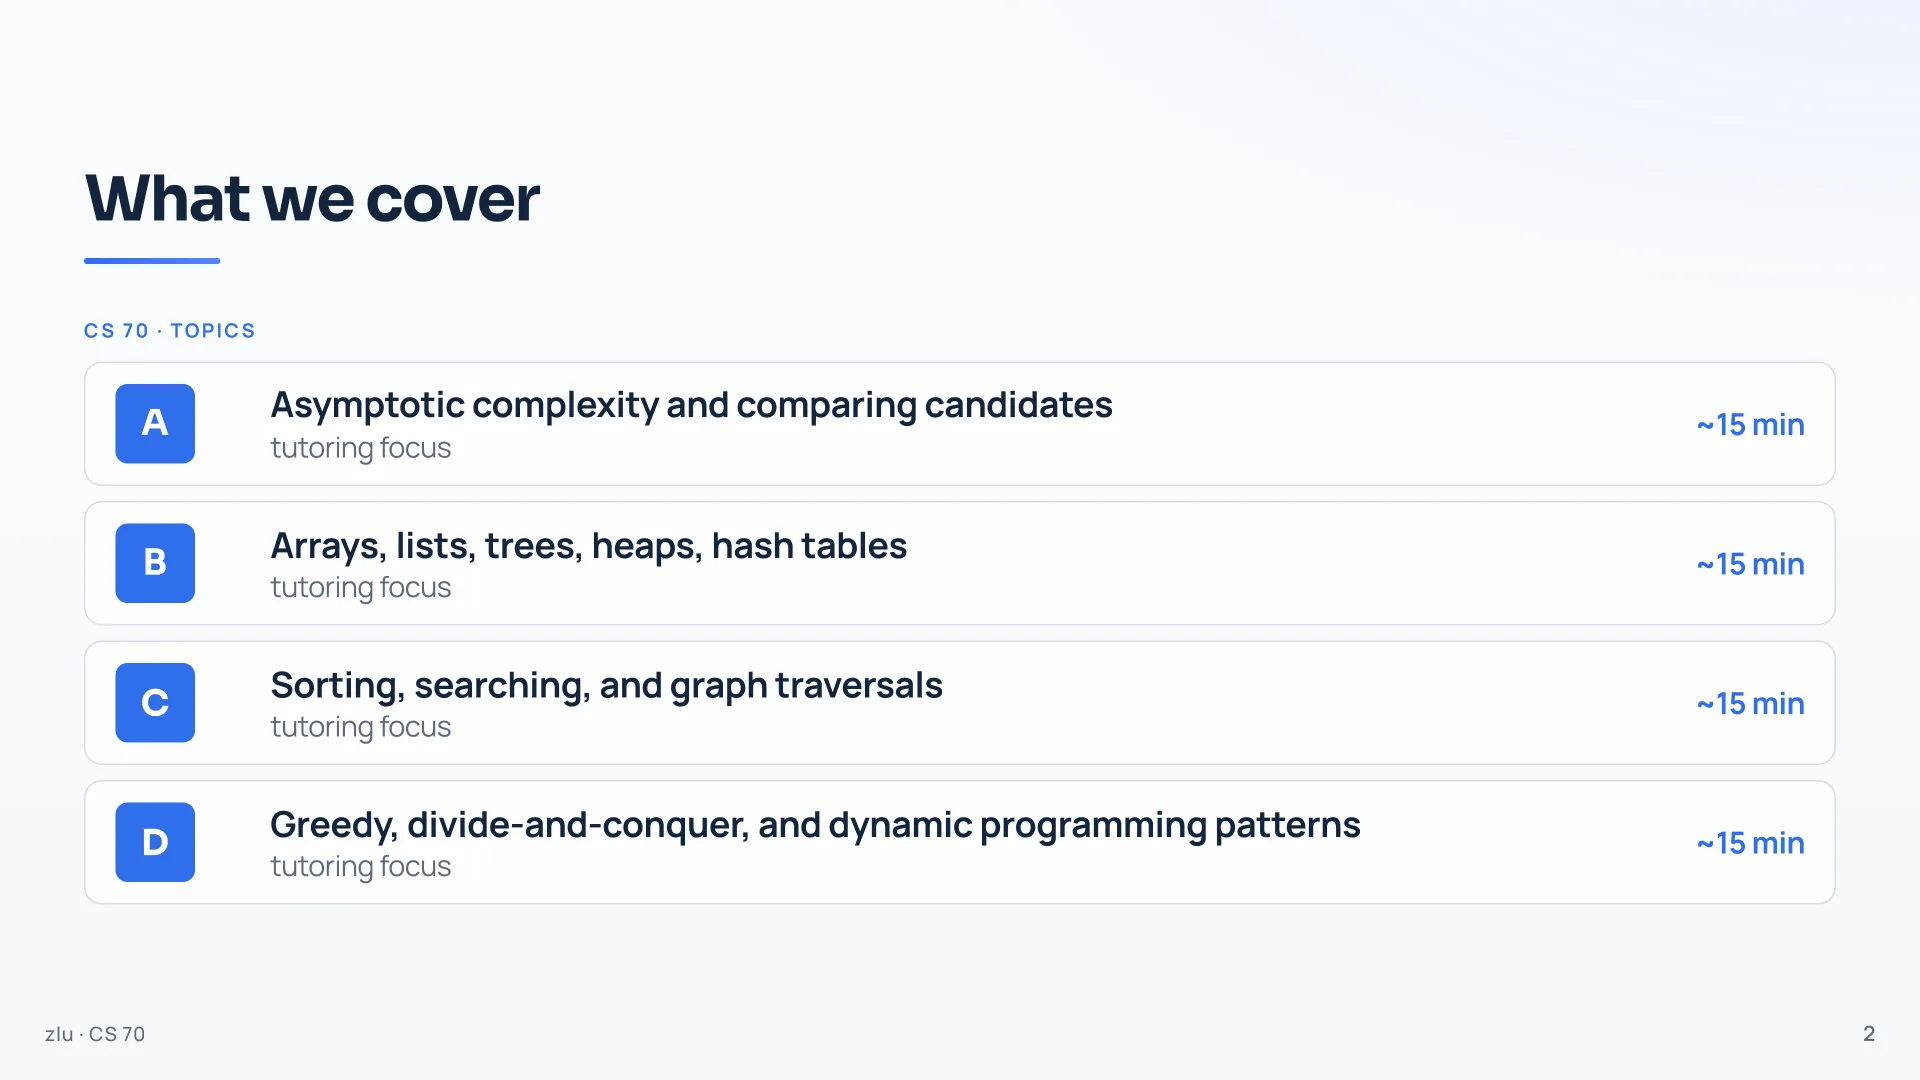 What we cover
CS 70 · TOPICS
A
Asymptotic complexity and comparing candidates
tutoring focus
~15 min
B
Arrays, lists, trees, heaps, hash tables
tutoring focus
~15 min
C
Sorting, searching, and graph traversals
tutoring focus
~15 min
D
Greedy, divide-and-conquer, and dynamic programming patterns
tutoring focus
~15 min
zlu · CS 70
2